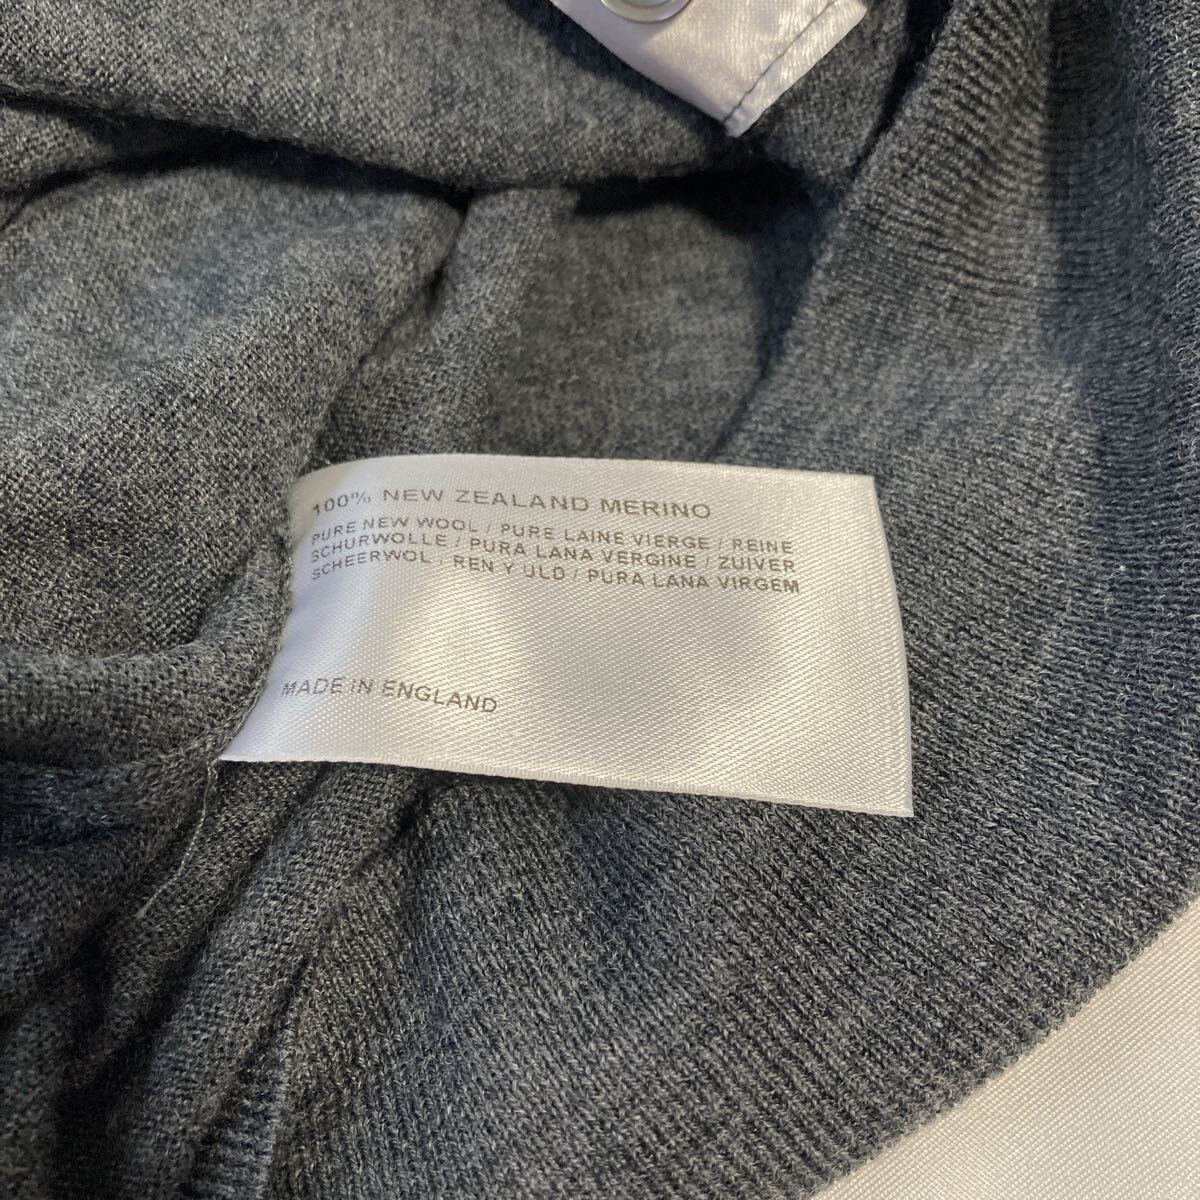 100% NEW ZEALAND MERINO
PURE NEW WOOL / PURE LAINE VIERGE / REINE
SCHURWOLLE / PURA LANA VERGINE / ZUIVER
SCHEERWOL / REN Y ULD / PURA LANA VIRGEM
MADE IN ENGLAND